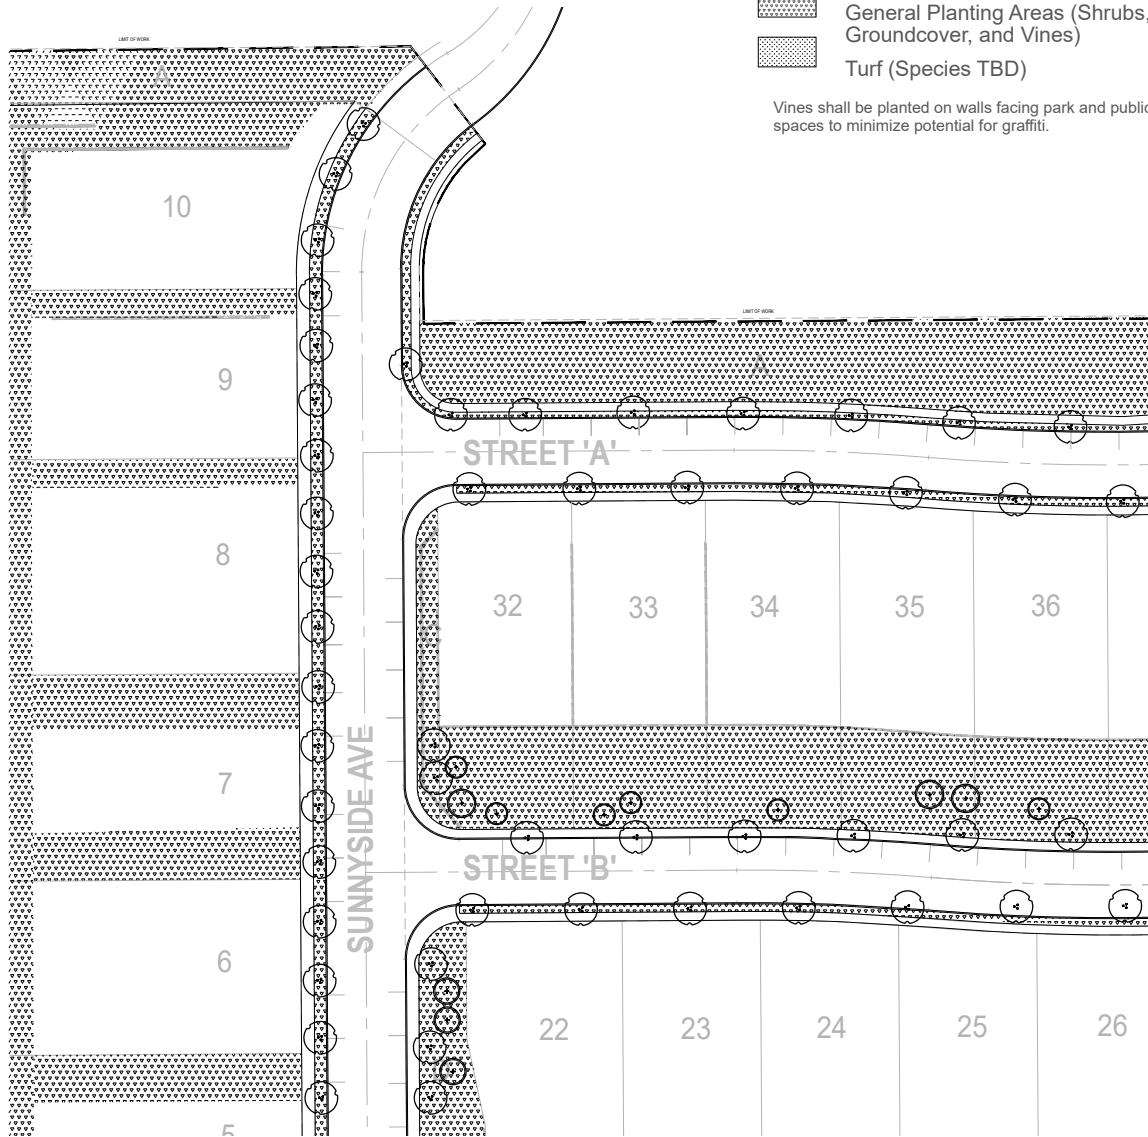 General Planting Areas (Shrubs,
Groundcover, and Vines)
Turf (Species TBD)
Vines shall be planted on walls facing park and public
spaces to minimize potential for graffiti.
LIMIT OF WORK
A
10
LIMIT OF WORK
9
A
STREET 'A'
8
32
33
34
35
36
7
SUNNYSIDE AVE
STREET 'B'
6
22
23
24
25
26
5